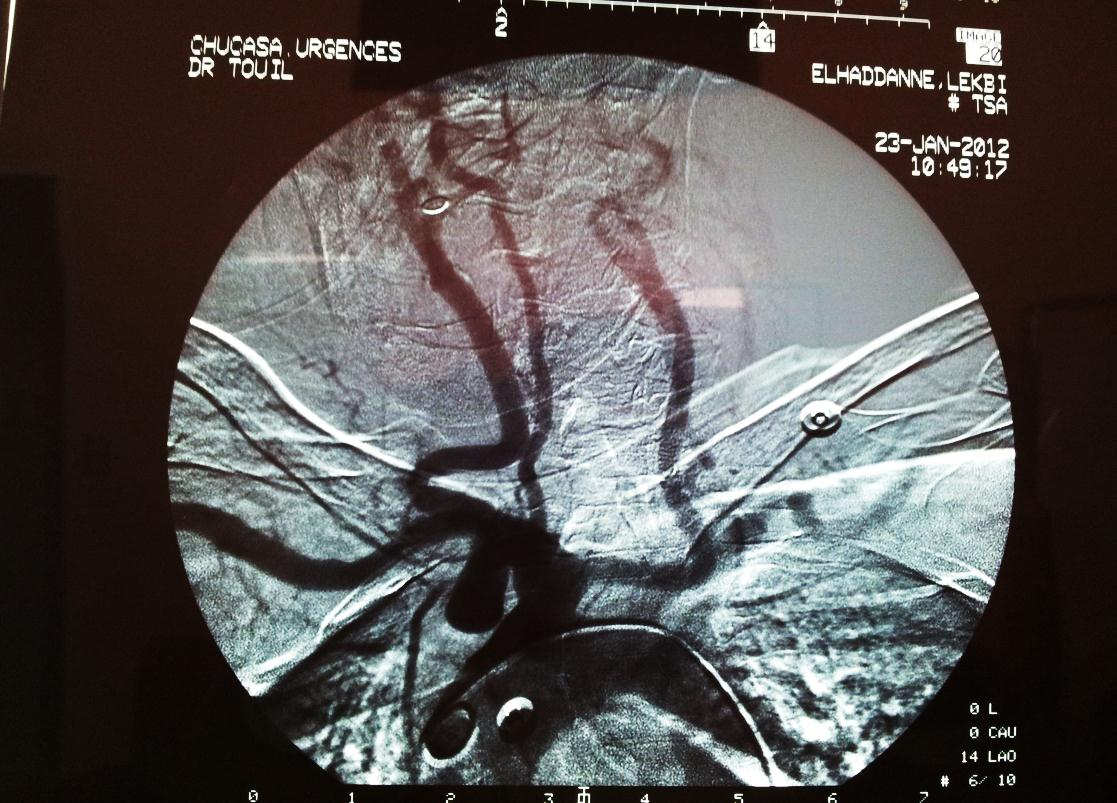 2
14
IMAGE
20
CHUCASA.URGENCES
DR TOUIL
ELHADDANNE.LEKBI
# TSA
23-JAN-2012
10:49:17
0 L
0 CAU
14 LAO
# 6/ 10
0 1 2 3 4 5 6 7